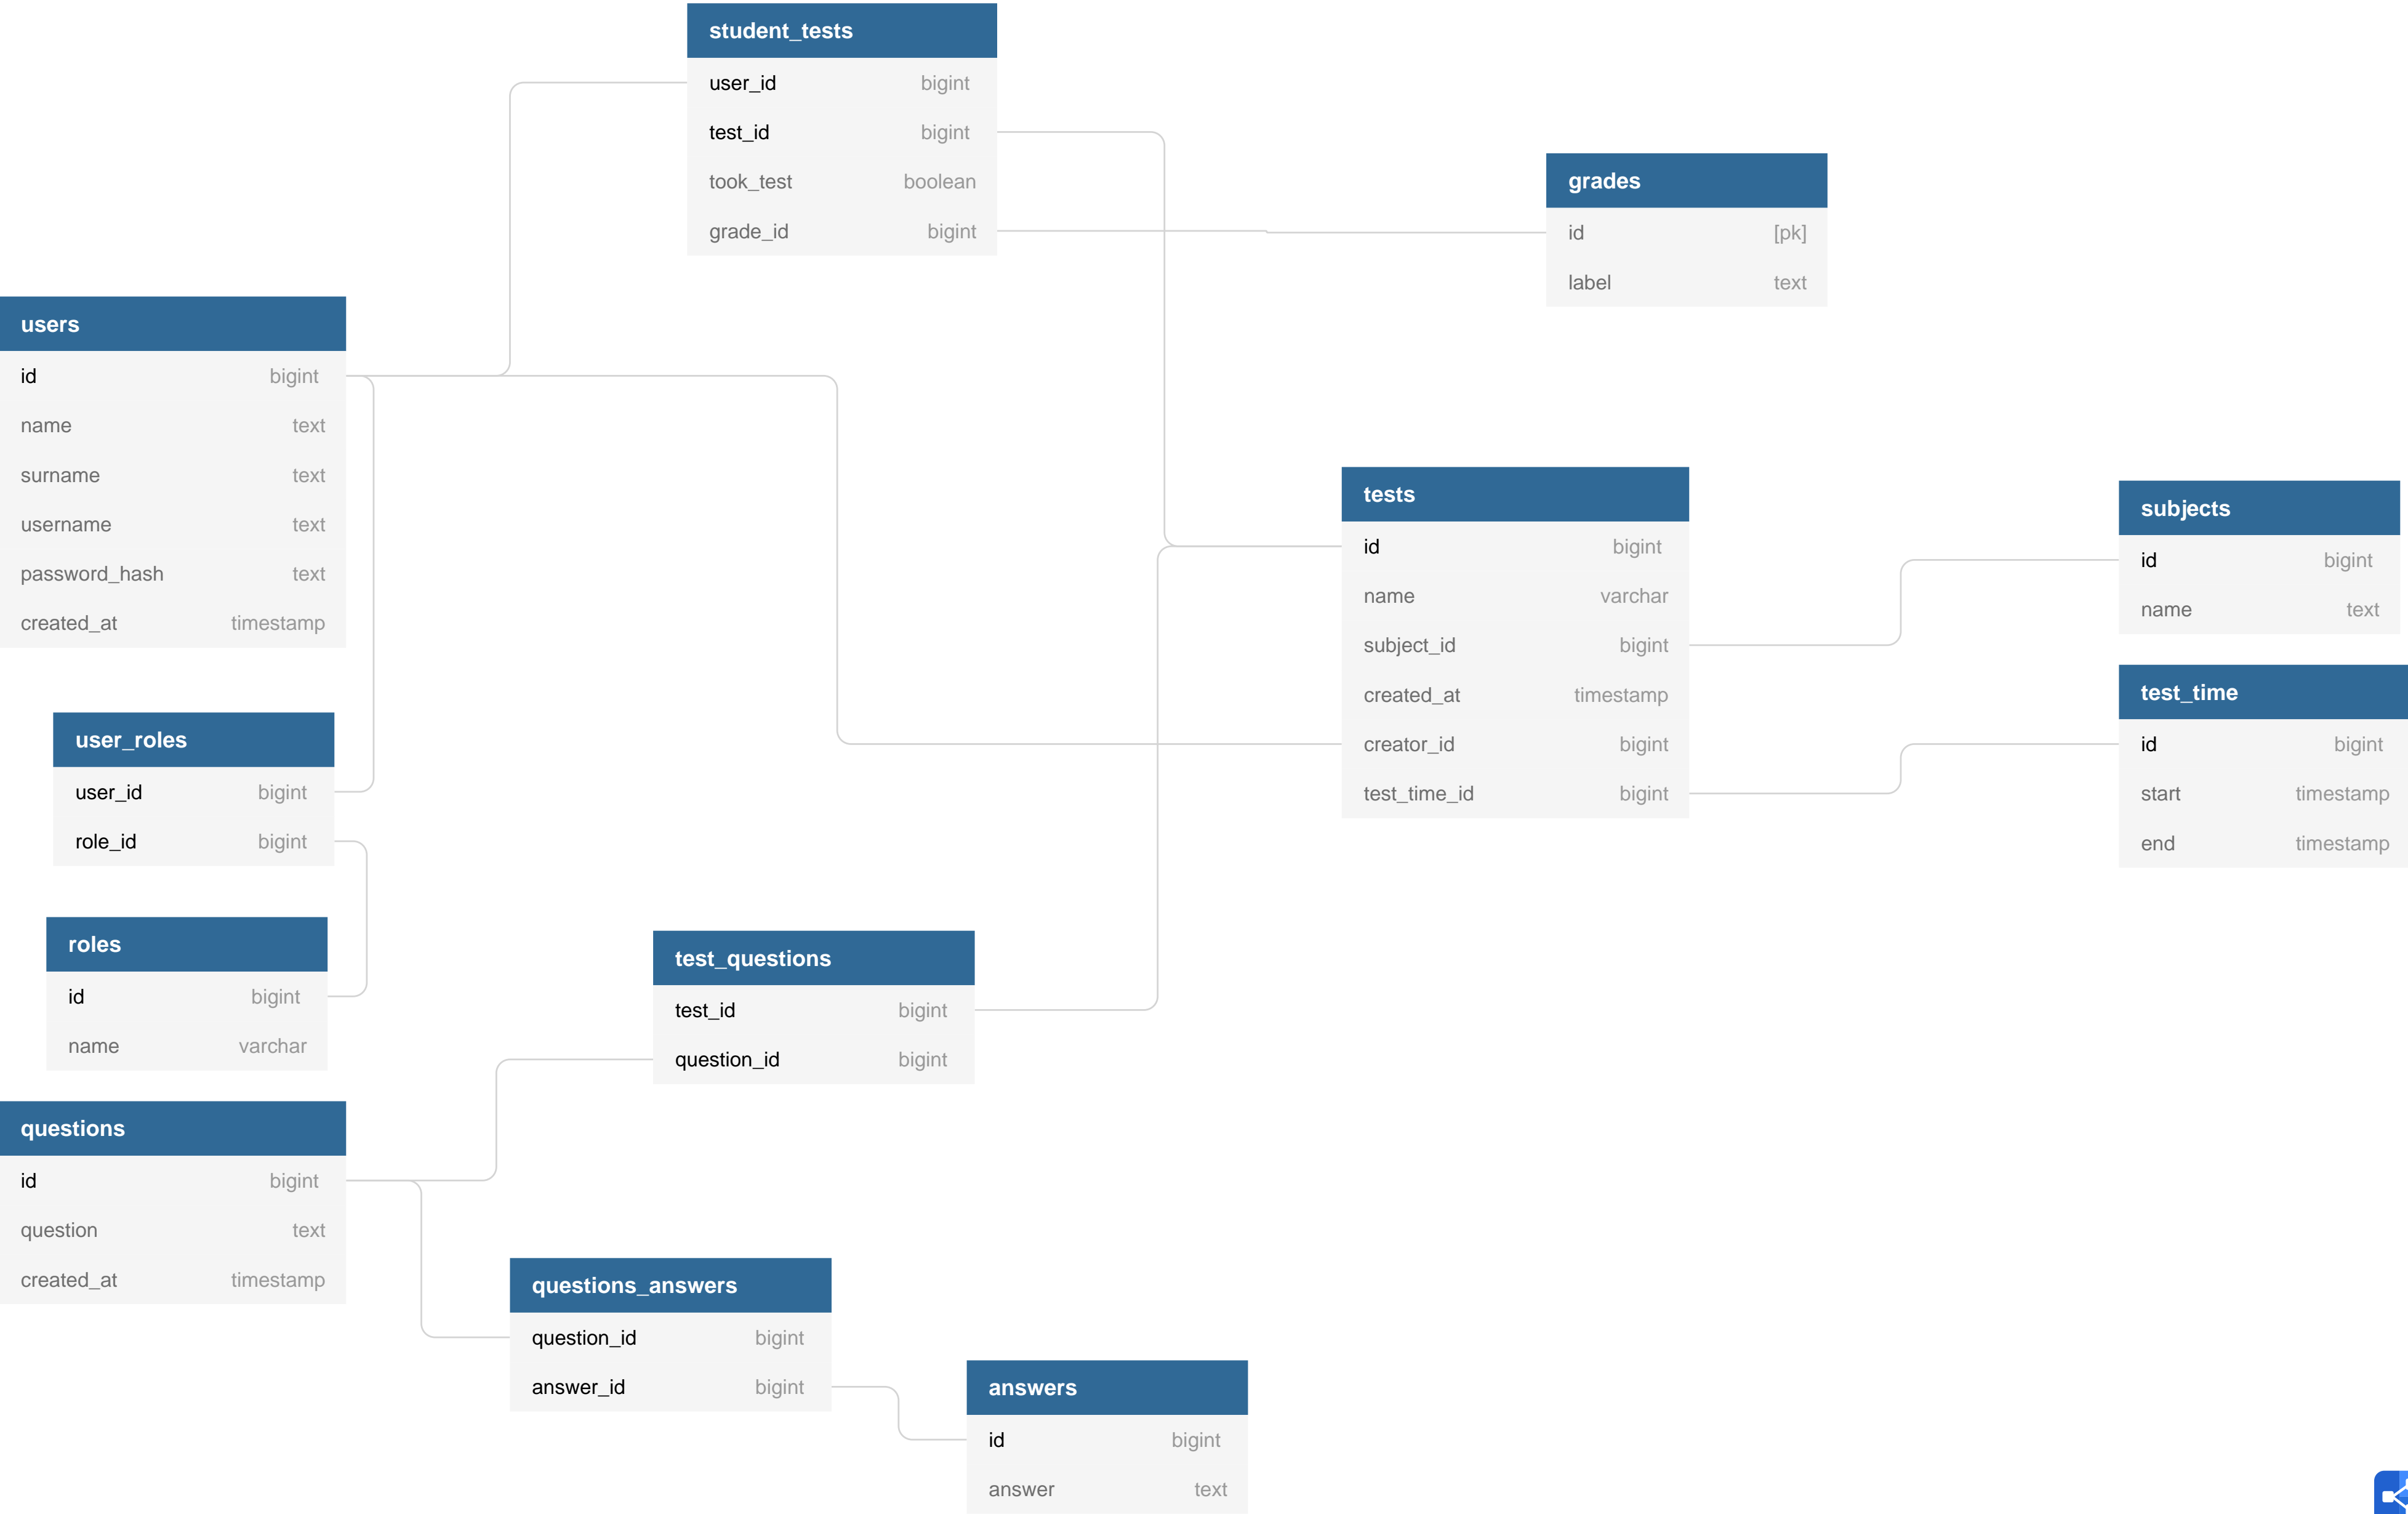 student_tests
user_id bigint
test_id bigint
took_test boolean
grade_id bigint
grades
id [pk]
label text
users
id bigint
name text
surname text
username text
password_hash text
created_at timestamp
tests
id bigint
name varchar
subject_id bigint
created_at timestamp
creator_id bigint
test_time_id bigint
subjects
id bigint
name text
test_time
id bigint
start timestamp
end timestamp
user_roles
user_id bigint
role_id bigint
roles
id bigint
name varchar
test_questions
test_id bigint
question_id bigint
questions
id bigint
question text
created_at timestamp
questions_answers
question_id bigint
answer_id bigint
answers
id bigint
answer text